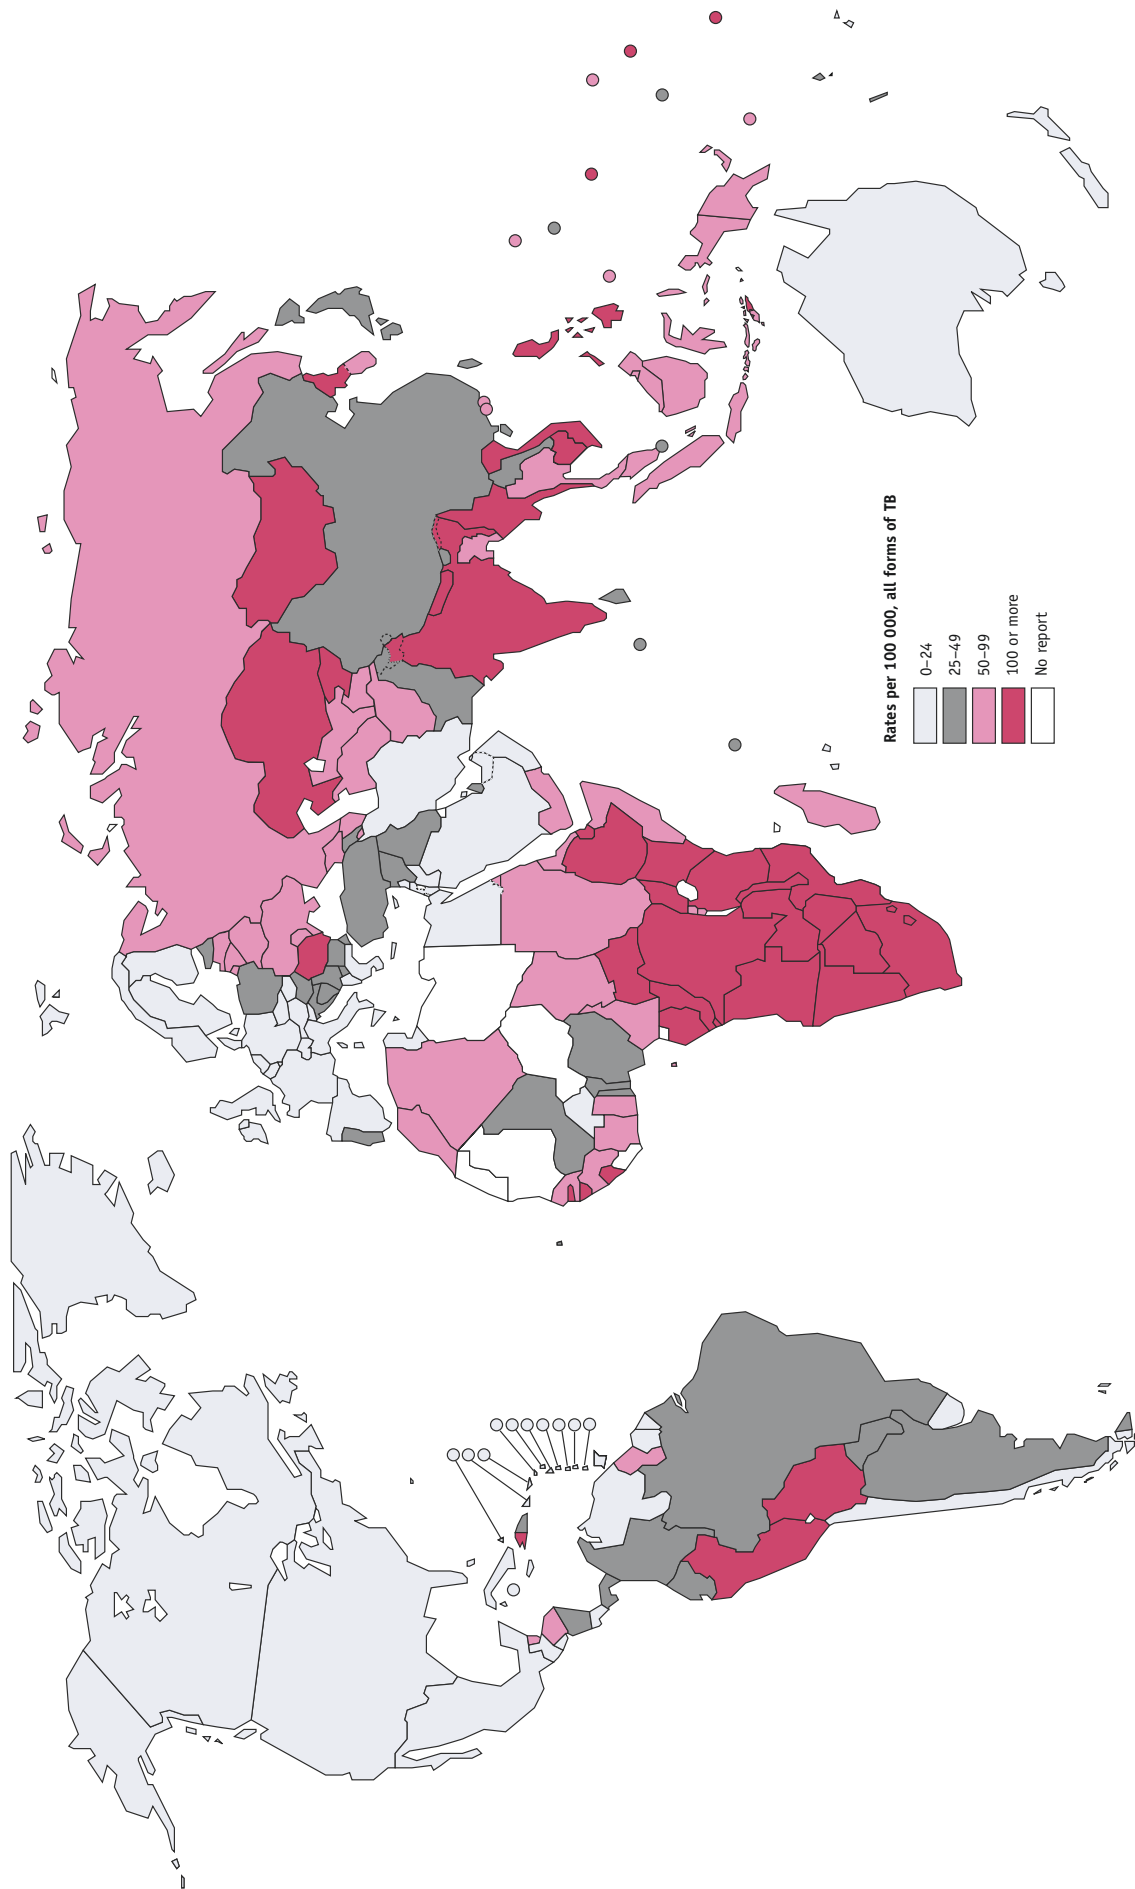 Rates per 100 000, all forms of TB
0–24
25–49
50–99
100 or more
No report